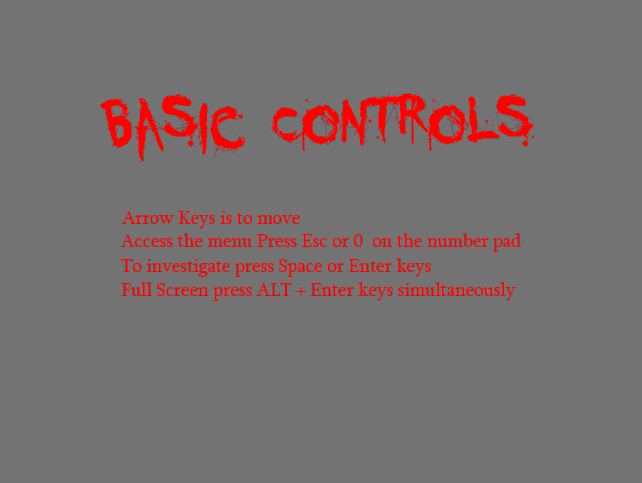 BASIC CONTROLS
Arrow Keys is to move
Access the menu Press Esc or 0  on the number pad
To investigate press Space or Enter keys
Full Screen press ALT + Enter keys simultaneously